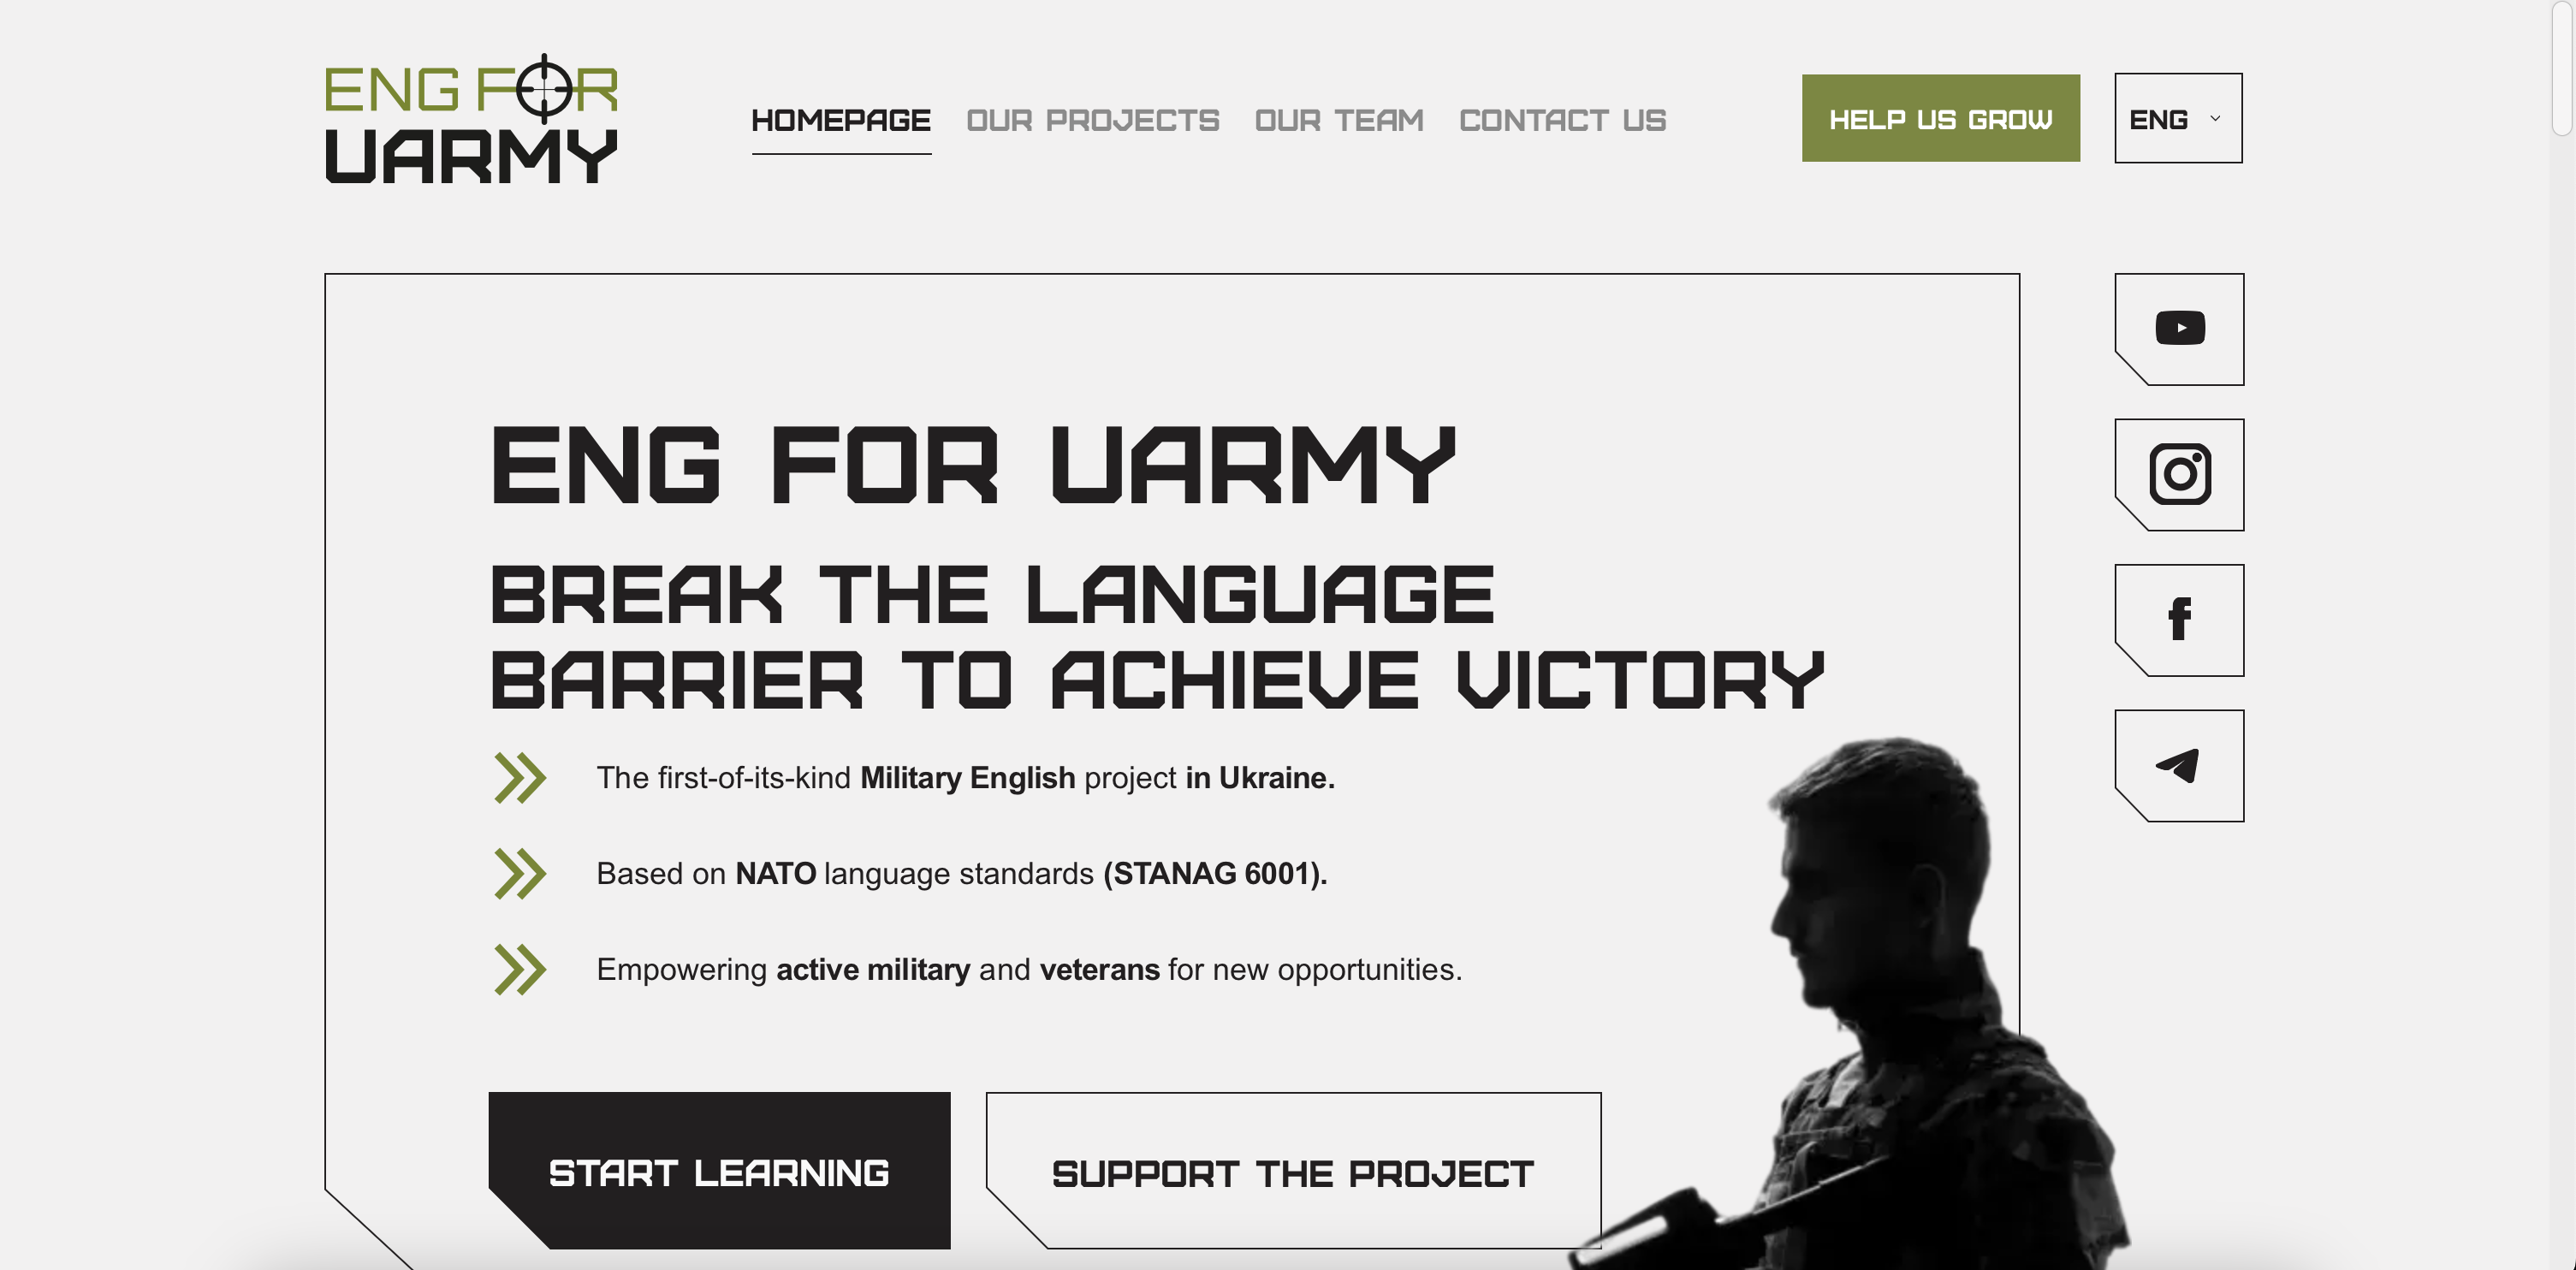 ENG FOR
UARMY
HOMEPAGE
OUR PROJECTS
OUR TEAM
CONTACT US
HELP US GROW
ENG
ENG FOR UARMY
BREAK THE LANGUAGE
BARRIER TO ACHIEVE VICTORY
The first-of-its-kind Military English project in Ukraine.
Based on NATO language standards (STANAG 6001).
Empowering active military and veterans for new opportunities.
START LEARNING
SUPPORT THE PROJECT